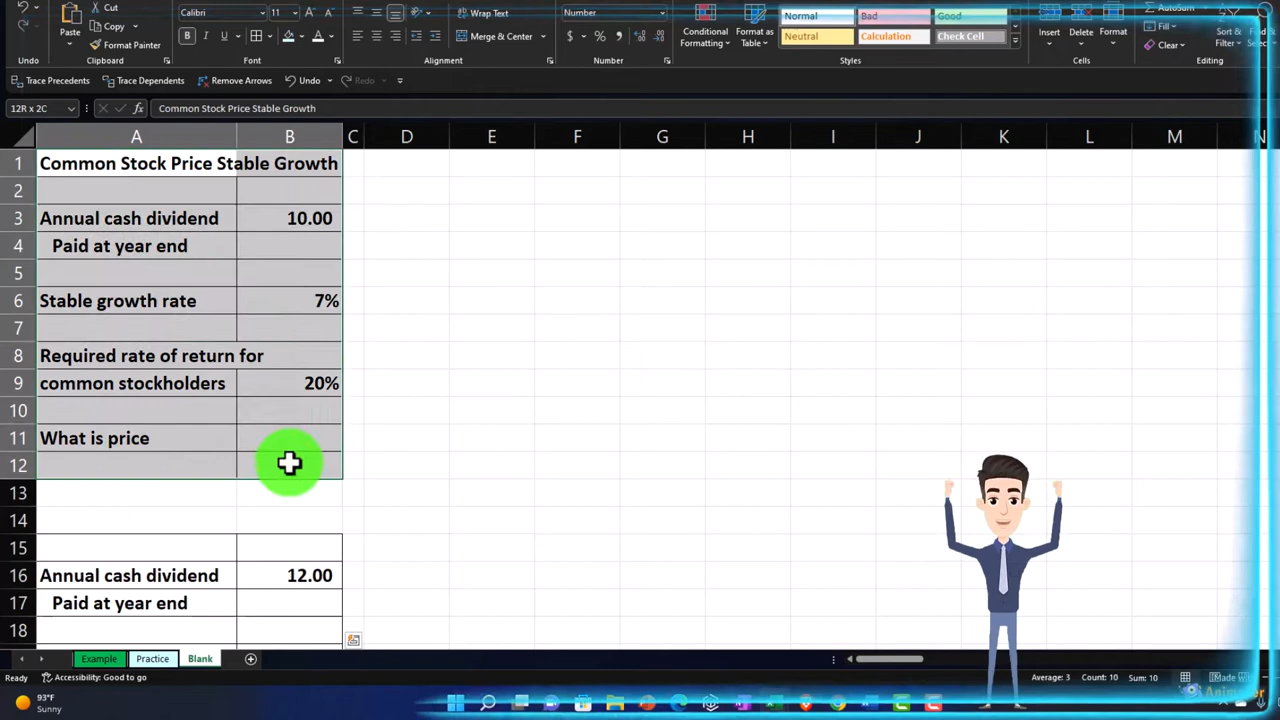 Cut
Calibri
11
Wrap Text
Number
Normal
Bad
Good
AutoSum
Paste
Copy
Conditional
Format as
Neutral
Calculation
Check Cell
Insert
Delete
Format
Fill
Sort &
Format Painter
Merge & Center
Formatting
Table
Clear
Filter
Undo
Clipboard
Font
Alignment
Number
Styles
Cells
Editing
Trace Precedents
Trace Dependents
Remove Arrows
Undo
Redo
12R x 2C
fx
Common Stock Price Stable Growth
A B C D E F G H I J K L M N
1 Common Stock Price Stable Growth
2
3 Annual cash dividend 10.00
4 Paid at year end
5
6 Stable growth rate 7%
7
8 Required rate of return for
9 common stockholders 20%
10
11 What is price
12
13
14
15
16 Annual cash dividend 12.00
17 Paid at year end
18
Example
Practice
Blank
Ready
Accessibility: Good to go
Average: 3
Count: 10
Sum: 10
Made with
93°F
Sunny